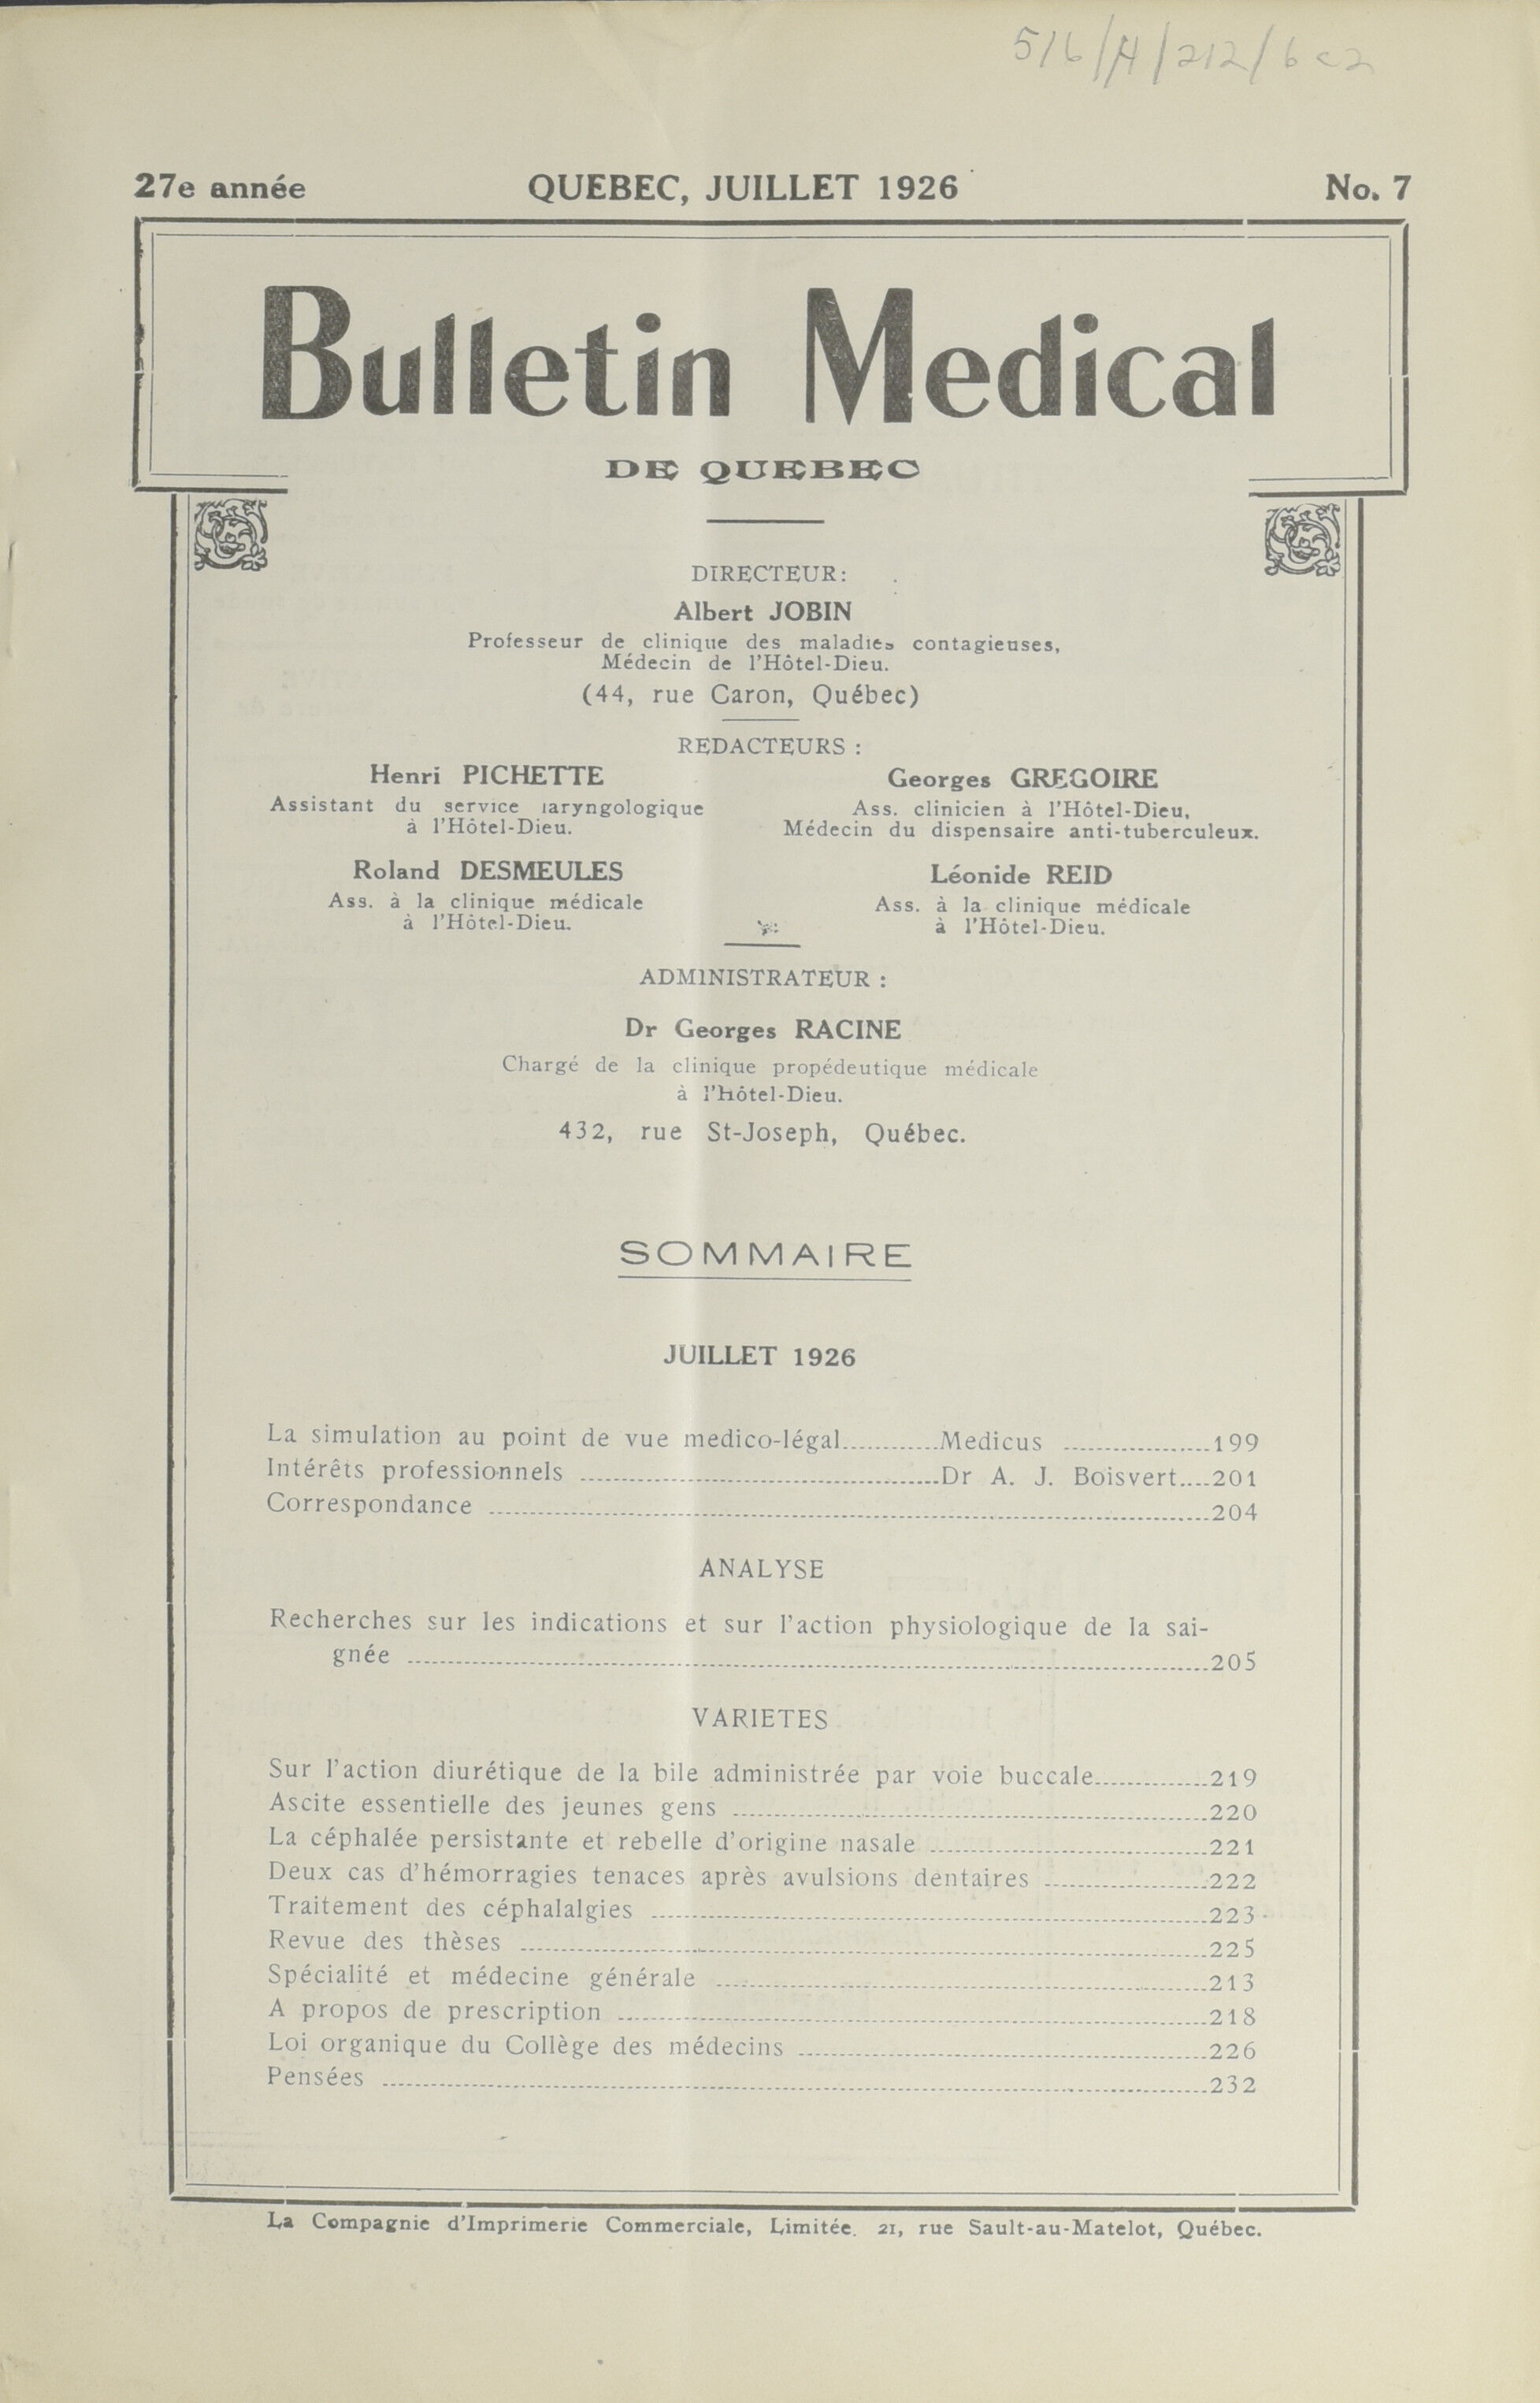 516/A/212/6 c2
27e année QUEBEC, JUILLET 1926 No. 7
Bulletin Medical
DE QUEBEC
DIRECTEUR:
Albert JOBIN
Professeur de clinique des maladies contagieuses,
Médecin de l'Hôtel-Dieu.
(44, rue Caron, Québec)
REDACTEURS :
Henri PICHETTE
Assistant du service laryngologique
à l'Hôtel-Dieu.
Georges GREGOIRE
Ass. clinicien à l'Hôtel-Dieu,
Médecin du dispensaire anti-tuberculeux.
Roland DESMEULES
Ass. à la clinique médicale
à l'Hôtel-Dieu.
Léonide REID
Ass. à la clinique médicale
à l'Hôtel-Dieu.
ADMINISTRATEUR :
Dr Georges RACINE
Chargé de la clinique propédeutique médicale
à l'Hôtel-Dieu.
432, rue St-Joseph, Québec.
SOMMAIRE
JUILLET 1926
La simulation au point de vue medico-légal............Medicus ..................199
Intérêts professionnels ............................................Dr A. J. Boisvert....201
Correspondance ....................................................................................204
ANALYSE
Recherches sur les indications et sur l'action physiologique de la sai-
gnée ..............................................................................................205
VARIETES
Sur l'action diurétique de la bile administrée par voie buccale..............219
Ascite essentielle des jeunes gens ..........................................................220
La céphalée persistante et rebelle d'origine nasale ..................................221
Deux cas d'hémorragies tenaces après avulsions dentaires ....................222
Traitement des céphalalgies ....................................................................223
Revue des thèses ....................................................................................225
Spécialité et médecine générale ............................................................213
A propos de prescription ........................................................................218
Loi organique du Collège des médecins ..................................................226
Pensées ..................................................................................................232
La Compagnie d'Imprimerie Commerciale, Limitée. 21, rue Sault-au-Matelot, Québec.